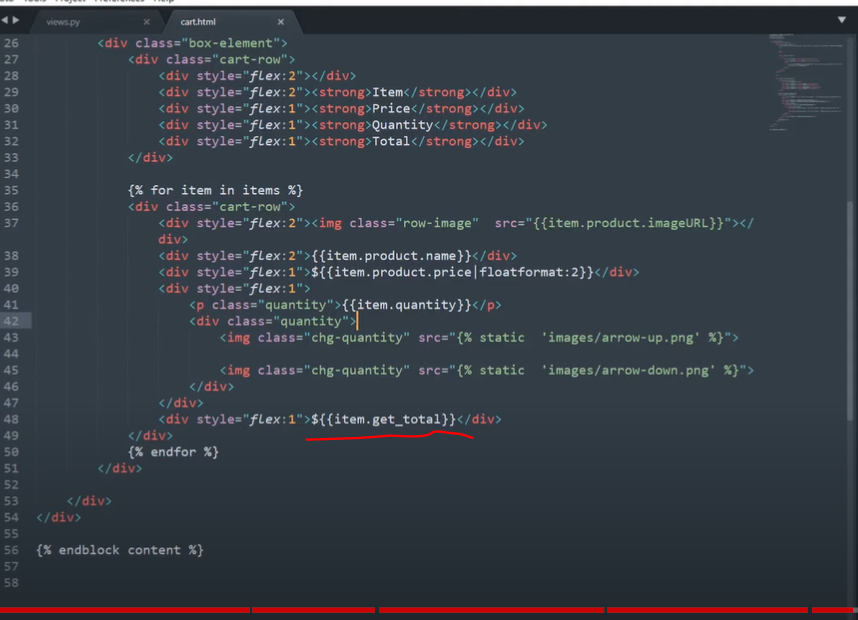 Tools Project Preferences Help
views.py × cart.html ×
26 <div class="box-element">
27 <div class="cart-row">
28 <div style="flex:2"></div>
29 <div style="flex:2"><strong>Item</strong></div>
30 <div style="flex:1"><strong>Price</strong></div>
31 <div style="flex:1"><strong>Quantity</strong></div>
32 <div style="flex:1"><strong>Total</strong></div>
33 </div>
34
35 {% for item in items %}
36 <div class="cart-row">
37 <div style="flex:2"><img class="row-image"  src="{{item.product.imageURL}}"></
div>
38 <div style="flex:2">{{item.product.name}}</div>
39 <div style="flex:1">${{item.product.price|floatformat:2}}</div>
40 <div style="flex:1">
41 <p class="quantity">{{item.quantity}}</p>
42 <div class="quantity">
43 <img class="chg-quantity" src="{% static  'images/arrow-up.png' %}">
44
45 <img class="chg-quantity" src="{% static  'images/arrow-down.png' %}">
46 </div>
47 </div>
48 <div style="flex:1">${{item.get_total}}</div>
49 </div>
50 {% endfor %}
51 </div>
52
53 </div>
54 </div>
55
56 {% endblock content %}
57
58